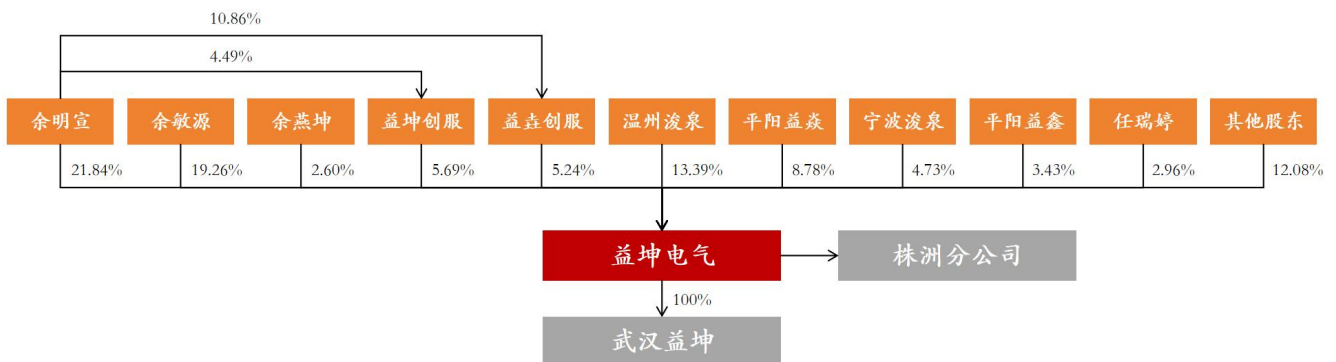 10.86%
4.49%
余明宣 余敏源 余燕坤 益坤创服 益垚创服 温州浚泉 平阳益焱 宁波浚泉 平阳益鑫 任瑞婷 其他股东
21.84% 19.26% 2.60% 5.69% 5.24% 13.39% 8.78% 4.73% 3.43% 2.96% 12.08%
益坤电气 株洲分公司
100%
武汉益坤